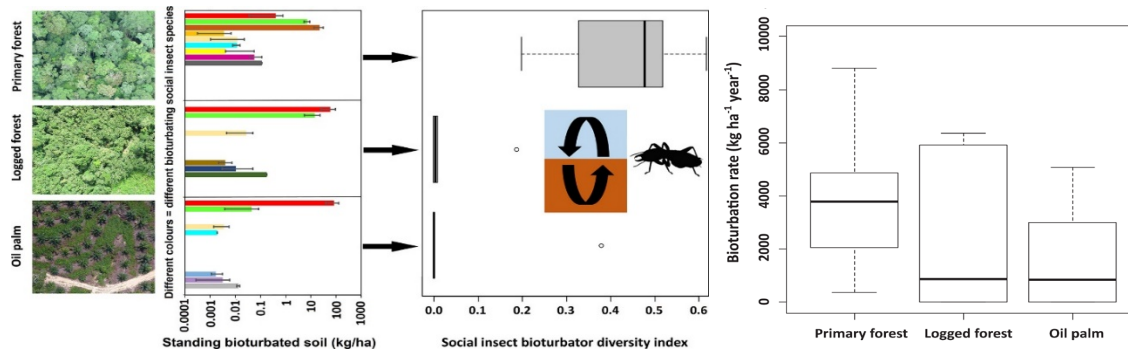 Primary forest
Logged forest
Oil palm
Different colours = different bioturbating social insect species
0.0001
0.001
0.01
0.1
1
10
100
1000
Standing bioturbated soil (kg/ha)
0.0
0.1
0.2
0.3
0.4
0.5
0.6
Social insect bioturbator diversity index
Bioturbation rate (kg ha⁻¹ year⁻¹)
10000
8000
6000
4000
2000
0
Primary forest
Logged forest
Oil palm